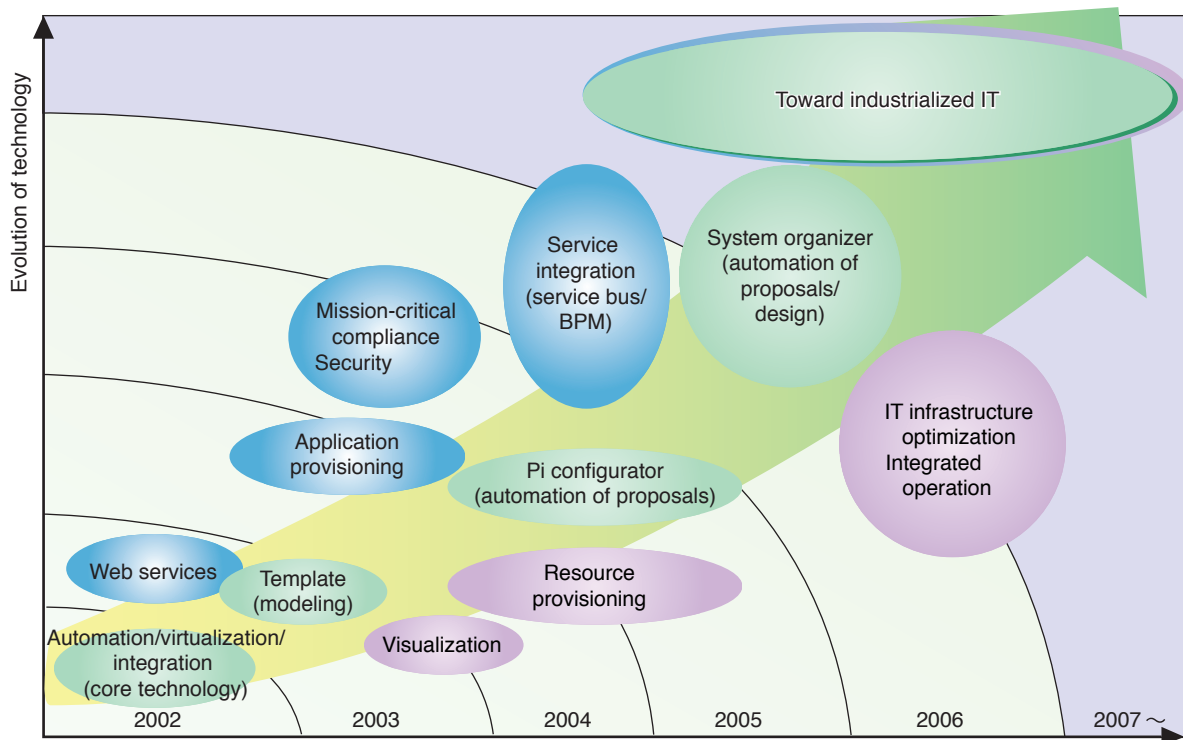 Evolution of technology
Toward industrialized IT
Service
integration
(service bus/
BPM)
System organizer
(automation of
proposals/
design)
Mission-critical
compliance
Security
IT infrastructure
optimization
Integrated
operation
Application
provisioning
Pi configurator
(automation of proposals)
Web services
Template
(modeling)
Resource
provisioning
Visualization
Automation/virtualization/
integration
(core technology)
2002
2003
2004
2005
2006
2007 ~